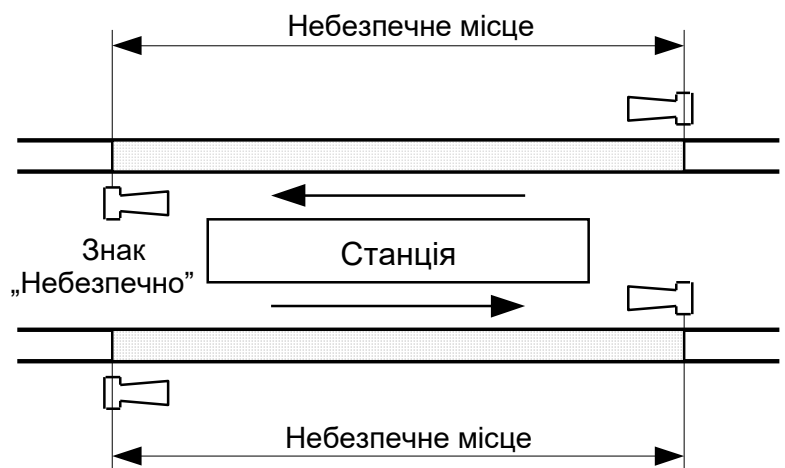 Небезпечне місце
Знак
„Небезпечно”
Станція
Небезпечне місце